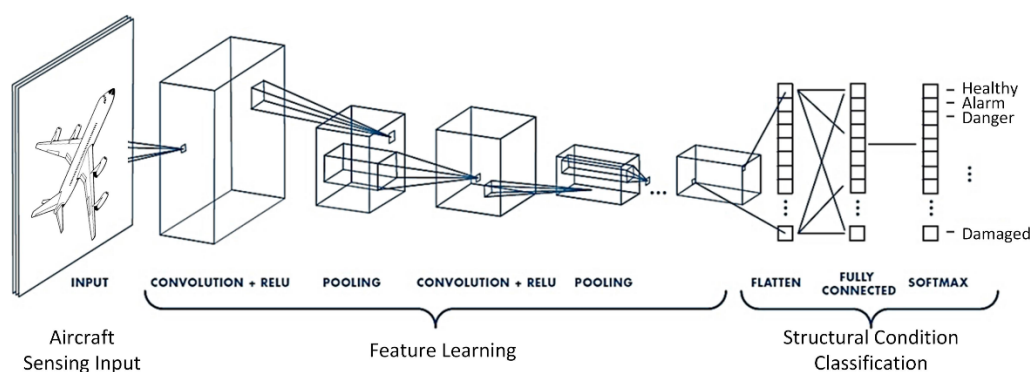 Healthy
Alarm
Danger
...
Damaged
...
INPUT
CONVOLUTION + RELU
POOLING
CONVOLUTION + RELU
POOLING
FLATTEN
FULLY
CONNECTED
SOFTMAX
Aircraft
Sensing Input
Feature Learning
Structural Condition
Classification